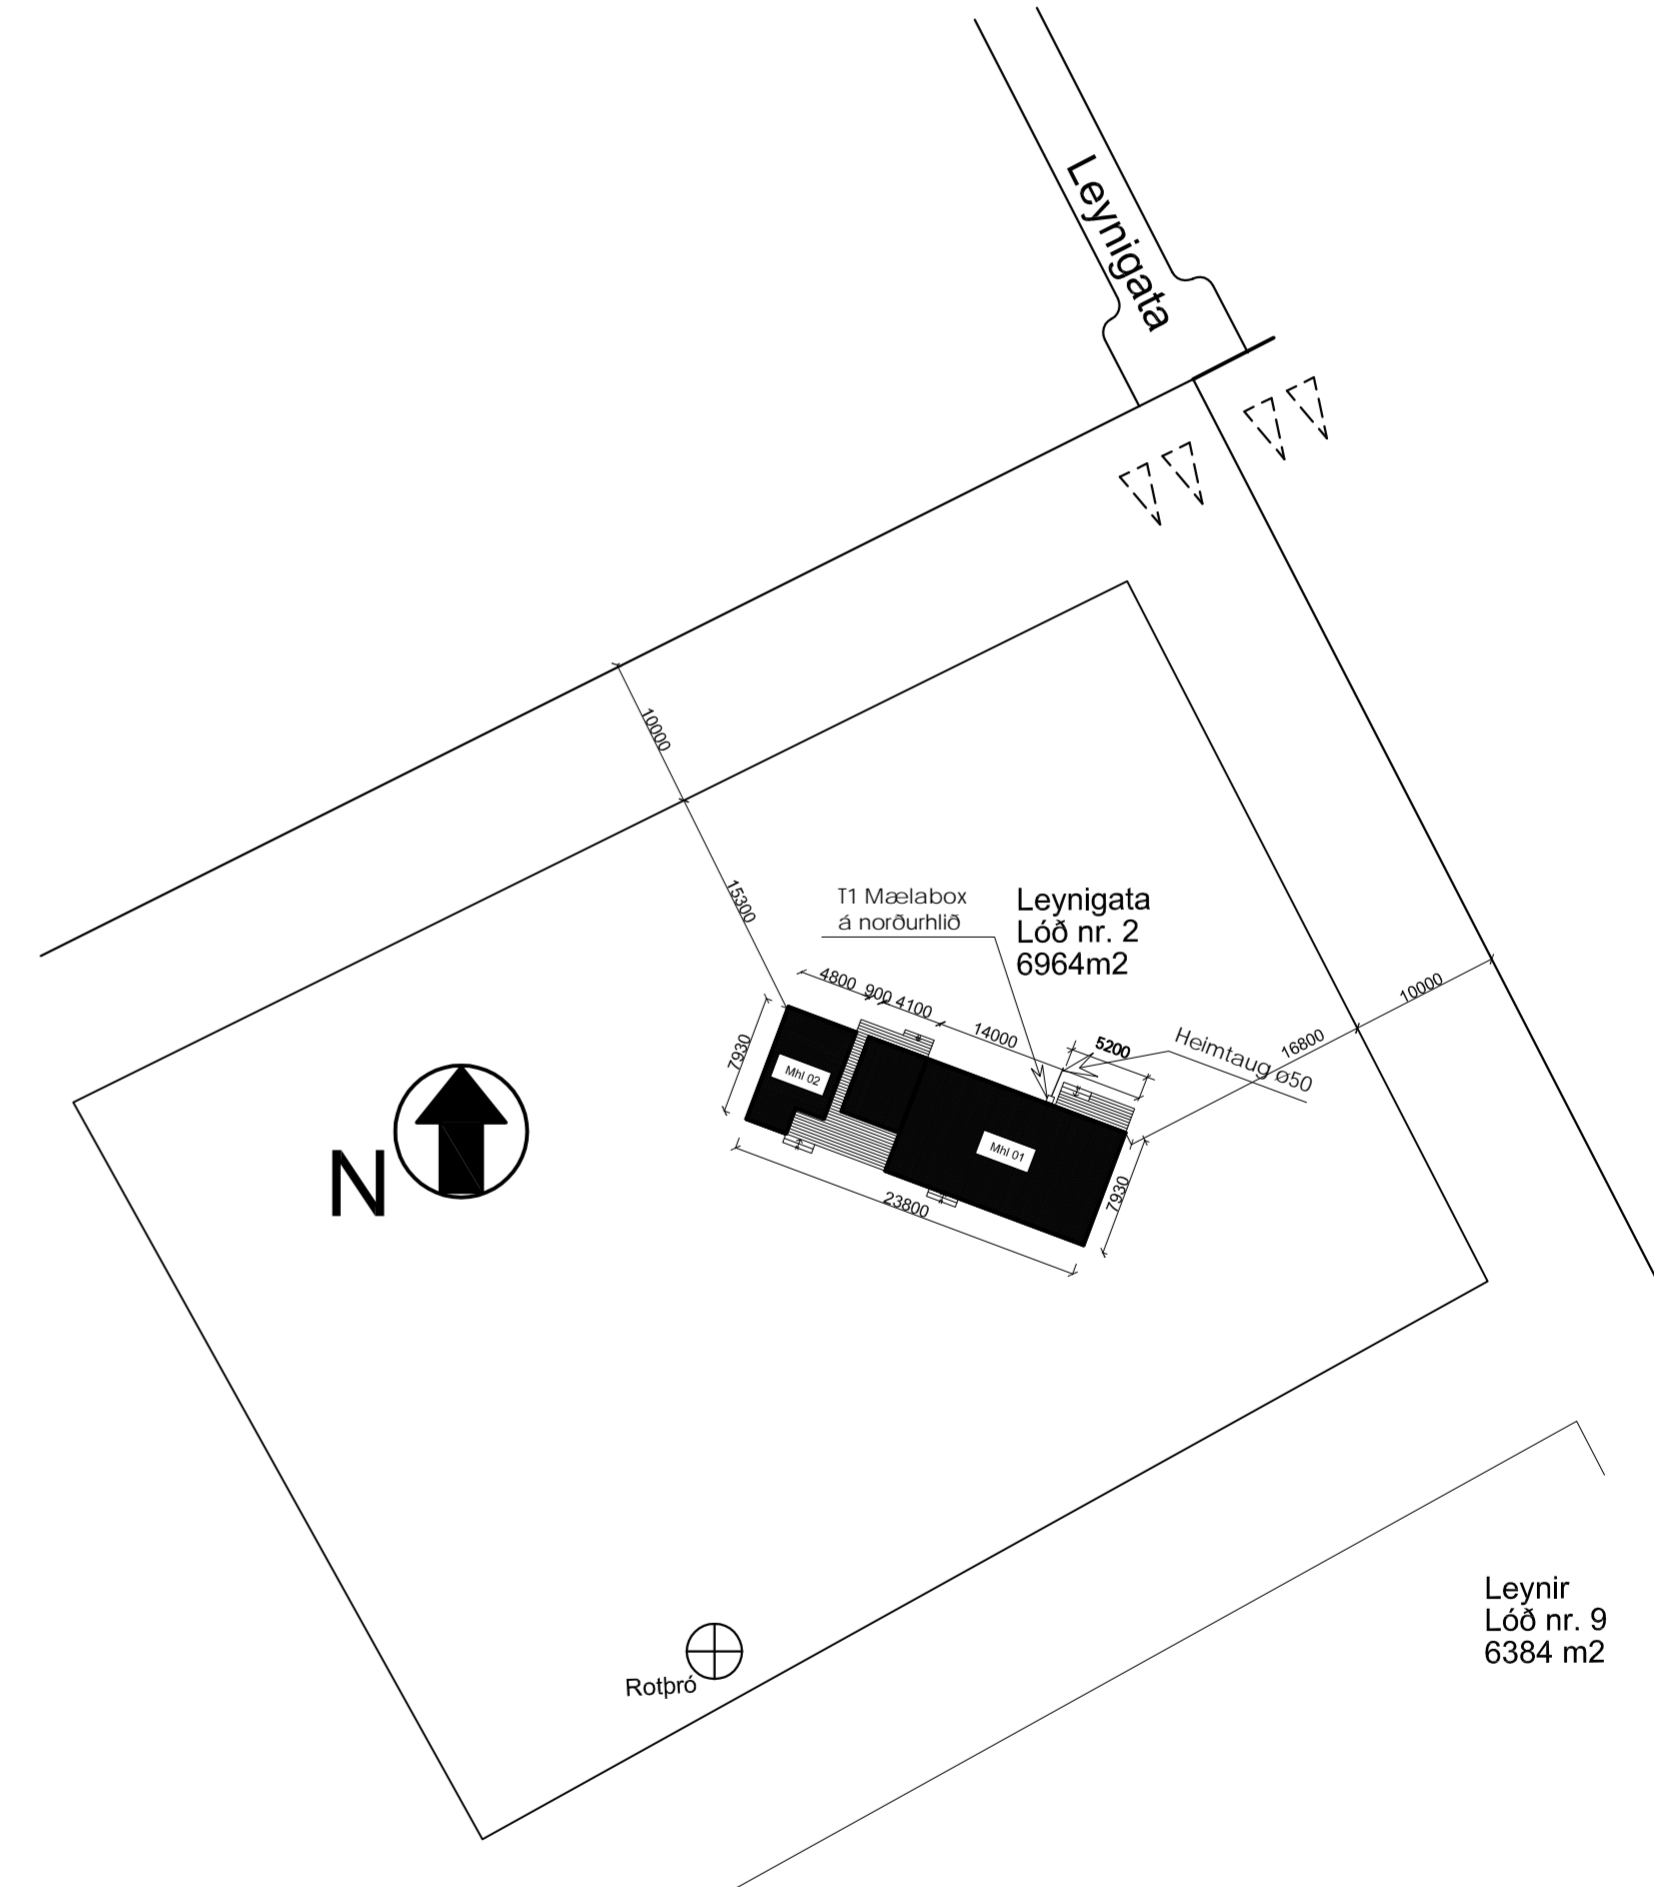 Leynigata
10000
15300
T1 Mælabox
á norðurhlið
Leynigata
Lóð nr. 2
6964m2
4800
900
4100
14000
5200
Heimtaug ø50
16800
10000
7930
Mhl 02
Mhl 01
7930
23800
N
Rotþró
Leynir
Lóð nr. 9
6384 m2